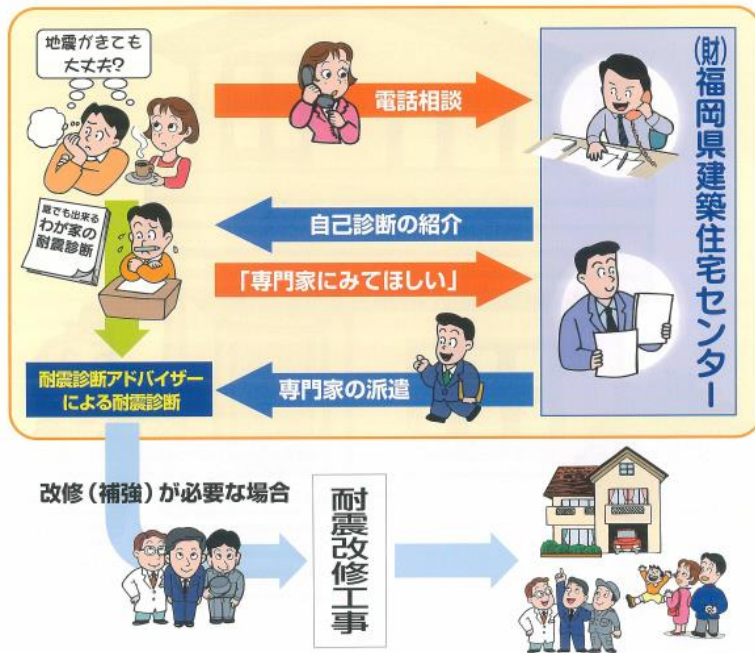 地震がきても
大丈夫?
電話相談
(財)福岡県建築住宅センター
自己診断の紹介
誰でも出来る
わが家の
耐震診断
「専門家にみてほしい」
耐震診断アドバイザー
による耐震診断
専門家の派遣
改修(補強)が必要な場合
耐震改修工事